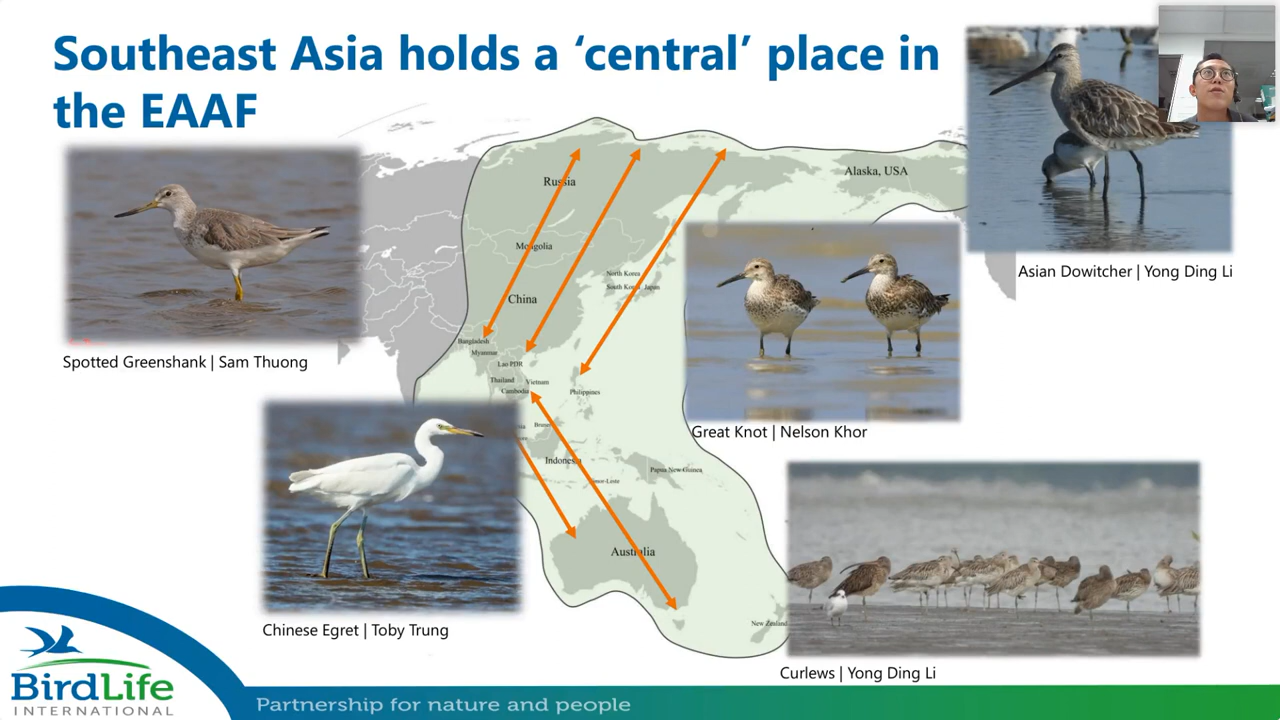 Southeast Asia holds a ‘central’ place in
the EAAF
Russia
Alaska, USA
Mongolia
North Korea
South Korea
Japan
China
Bangladesh
Myanmar
Lao PDR
Thailand
Vietnam
Cambodia
Philippines
Indonesia
Papua New Guinea
Timor-Leste
Australia
New Zealand
Asian Dowitcher | Yong Ding Li
Spotted Greenshank | Sam Thuong
Great Knot | Nelson Khor
Chinese Egret | Toby Trung
Curlews | Yong Ding Li
BirdLife
INTERNATIONAL
Partnership for nature and people